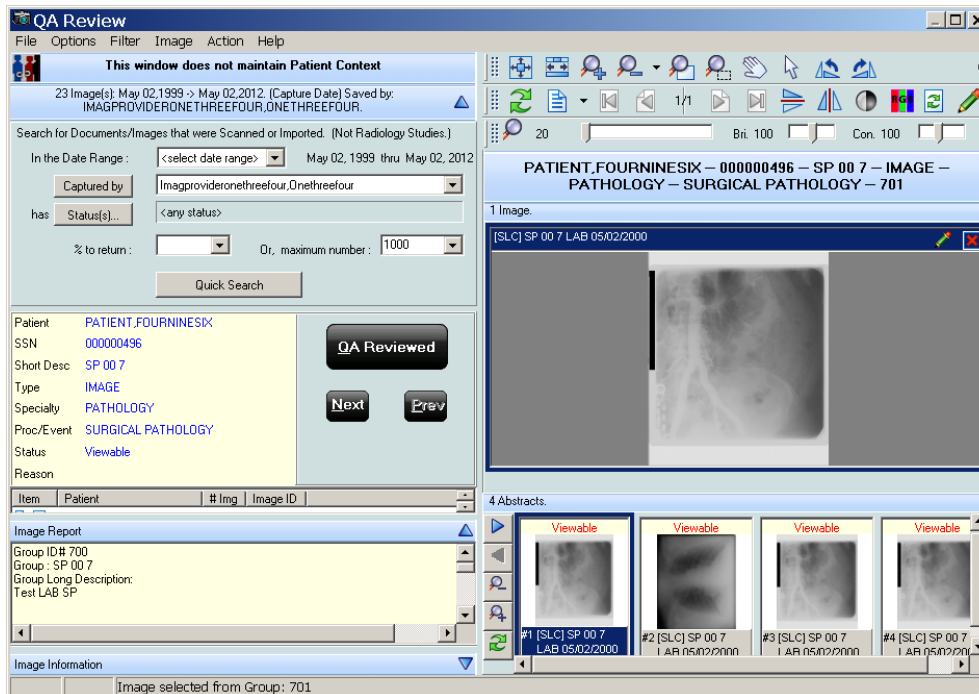 QA Review
File Options Filter Image Action Help
This window does not maintain Patient Context
23 Image(s): May 02,1999 -> May 02,2012. (Capture Date) Saved by:
IMAGPROVIDERONETHREEFOUR,ONETHREEFOUR.
Search for Documents/Images that were Scanned or Imported. (Not Radiology Studies.)
In the Date Range : <select date range> May 02, 1999 thru May 02, 2012
Captured by Imagprovideronethreefour,Onethreefour
has Status(s)... <any status>
% to return : Or, maximum number : 1000
Quick Search
Patient PATIENT,FOURNINESIX
SSN 000000496
Short Desc SP 00 7
Type IMAGE
Specialty PATHOLOGY
Proc/Event SURGICAL PATHOLOGY
Status Viewable
Reason
QA Reviewed
Next Prev
Item Patient # Img Image ID
Image Report
Group ID# 700
Group : SP 00 7
Group Long Description:
Test LAB SP
Image Information
Image selected from Group: 701
1/1
RGB
20 Bri. 100 Con. 100
PATIENT,FOURNINESIX – 000000496 – SP 00 7 – IMAGE –
PATHOLOGY – SURGICAL PATHOLOGY – 701
1 Image.
[SLC] SP 00 7 LAB 05/02/2000
4 Abstracts.
Viewable Viewable Viewable Viewable
#1 [SLC] SP 00 7 #2 [SLC] SP 00 7 #3 [SLC] SP 00 7 #4 [SLC] SP 00 7
LAB 05/02/2000 LAB 05/02/2000 LAB 05/02/2000 LAB 05/02/200